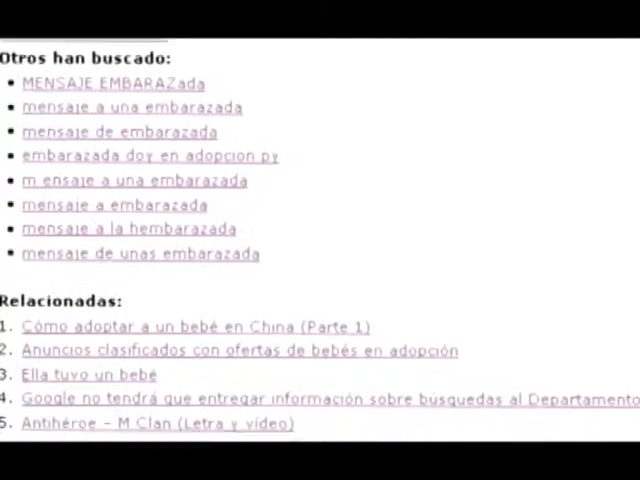 Otros han buscado:
• MENSAJE EMBARAZada
• mensaje a una embarazada
• mensaje de embarazada
• embarazada doy en adopcion py
• m ensaje a una embarazada
• mensaje a embarazada
• mensaje a la hembarazada
• mensaje de unas embarazada
Relacionadas:
1. Cómo adoptar a un bebé en China (Parte 1)
2. Anuncios clasificados con ofertas de bebés en adopción
3. Ella tuvo un bebé
4. Google no tendrá que entregar información sobre busquedas al Departamento
5. Antihéroe - M Clan (Letra y vídeo)